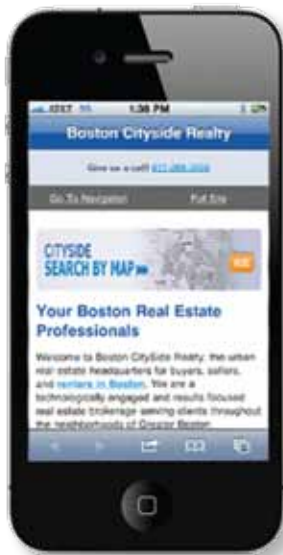 AT&T 1:36 PM
Boston Cityside Realty
Give us a call!
Go To Navigation Full Site
CITYSIDE
SEARCH BY MAP
Your Boston Real Estate
Professionals
Welcome to Boston CitySide Realty, the urban
real estate headquarters for buyers, sellers,
and renters in Boston. We are a
technologically engaged and results focused
real estate brokerage serving clients throughout
the neighborhoods of Greater Boston